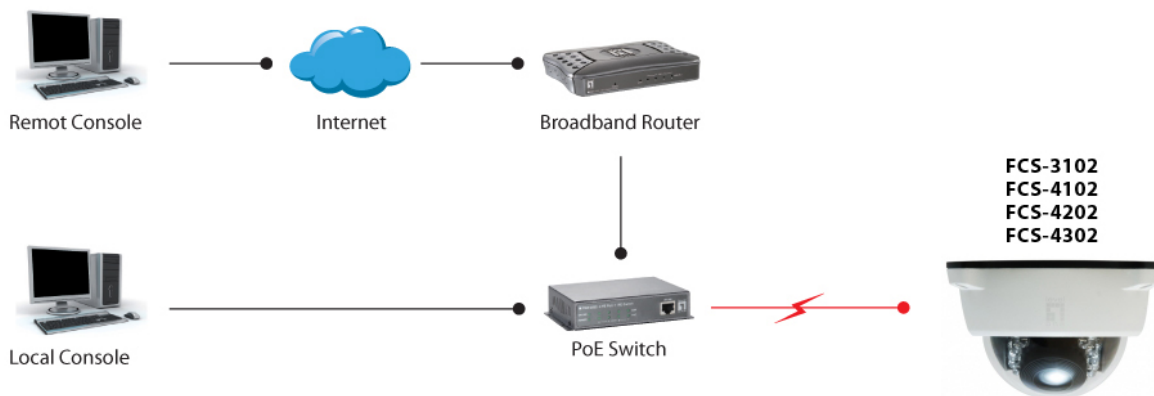 Remot Console
Internet
Broadband Router
FCS-3102
FCS-4102
FCS-4202
FCS-4302
Local Console
PoE Switch